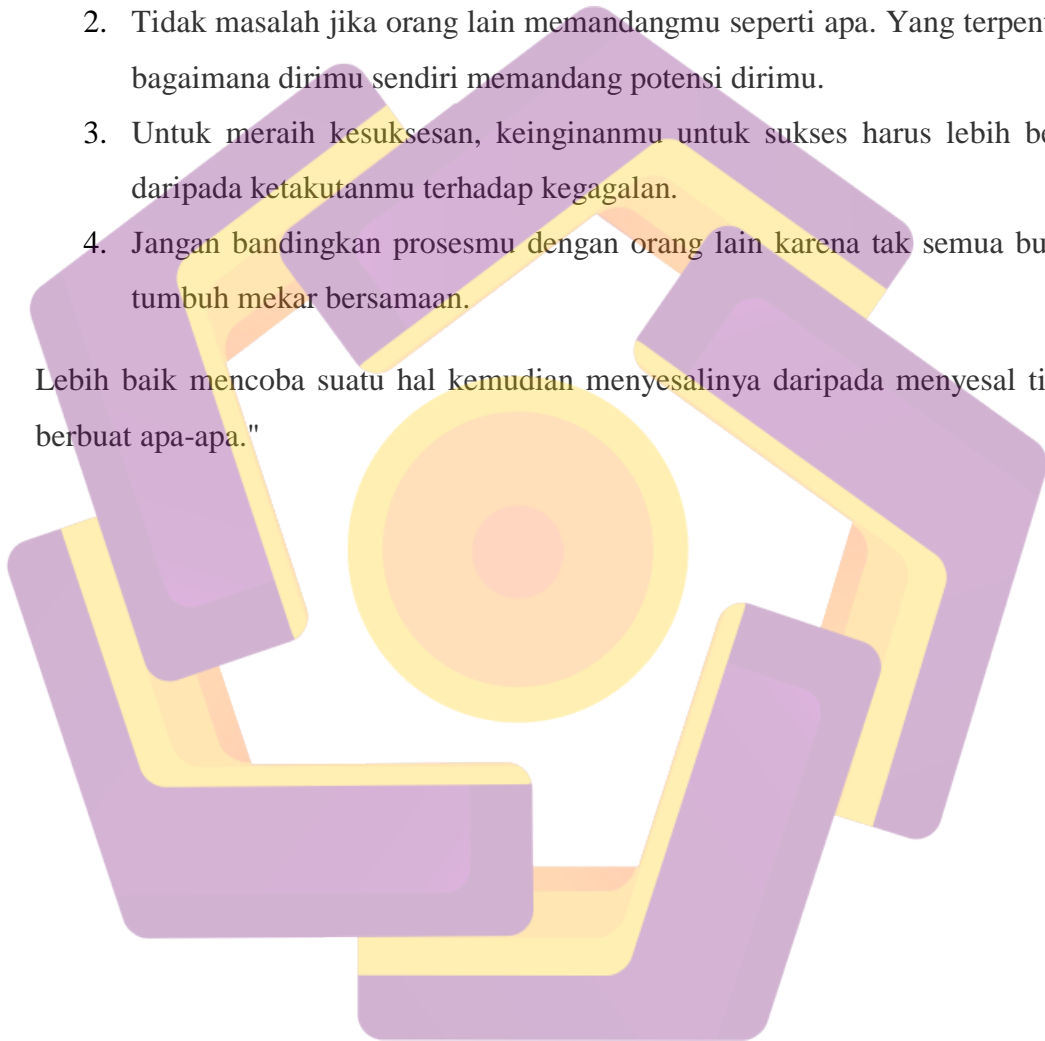 2. Tidak masalah jika orang lain memandangmu seperti apa. Yang terpen
bagaimana dirimu sendiri memandang potensi dirimu.
3. Untuk meraih kesuksesan, keinginanmu untuk sukses harus lebih be
daripada ketakutanmu terhadap kegagalan.
4. Jangan bandingkan prosesmu dengan orang lain karena tak semua bu
tumbuh mekar bersamaan.
Lebih baik mencoba suatu hal kemudian menyesalinya daripada menyesal ti
berbuat apa-apa."